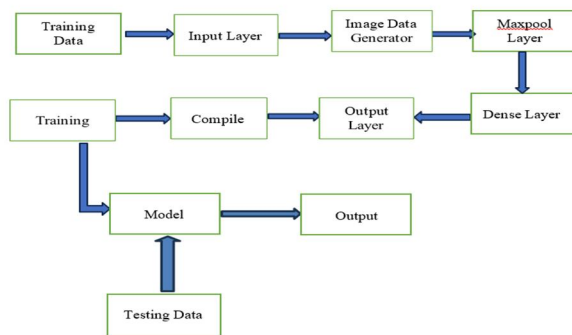 Training
Data
Input Layer
Image Data
Generator
Maxpool
Layer
Training
Compile
Output
Layer
Dense Layer
Model
Output
Testing Data